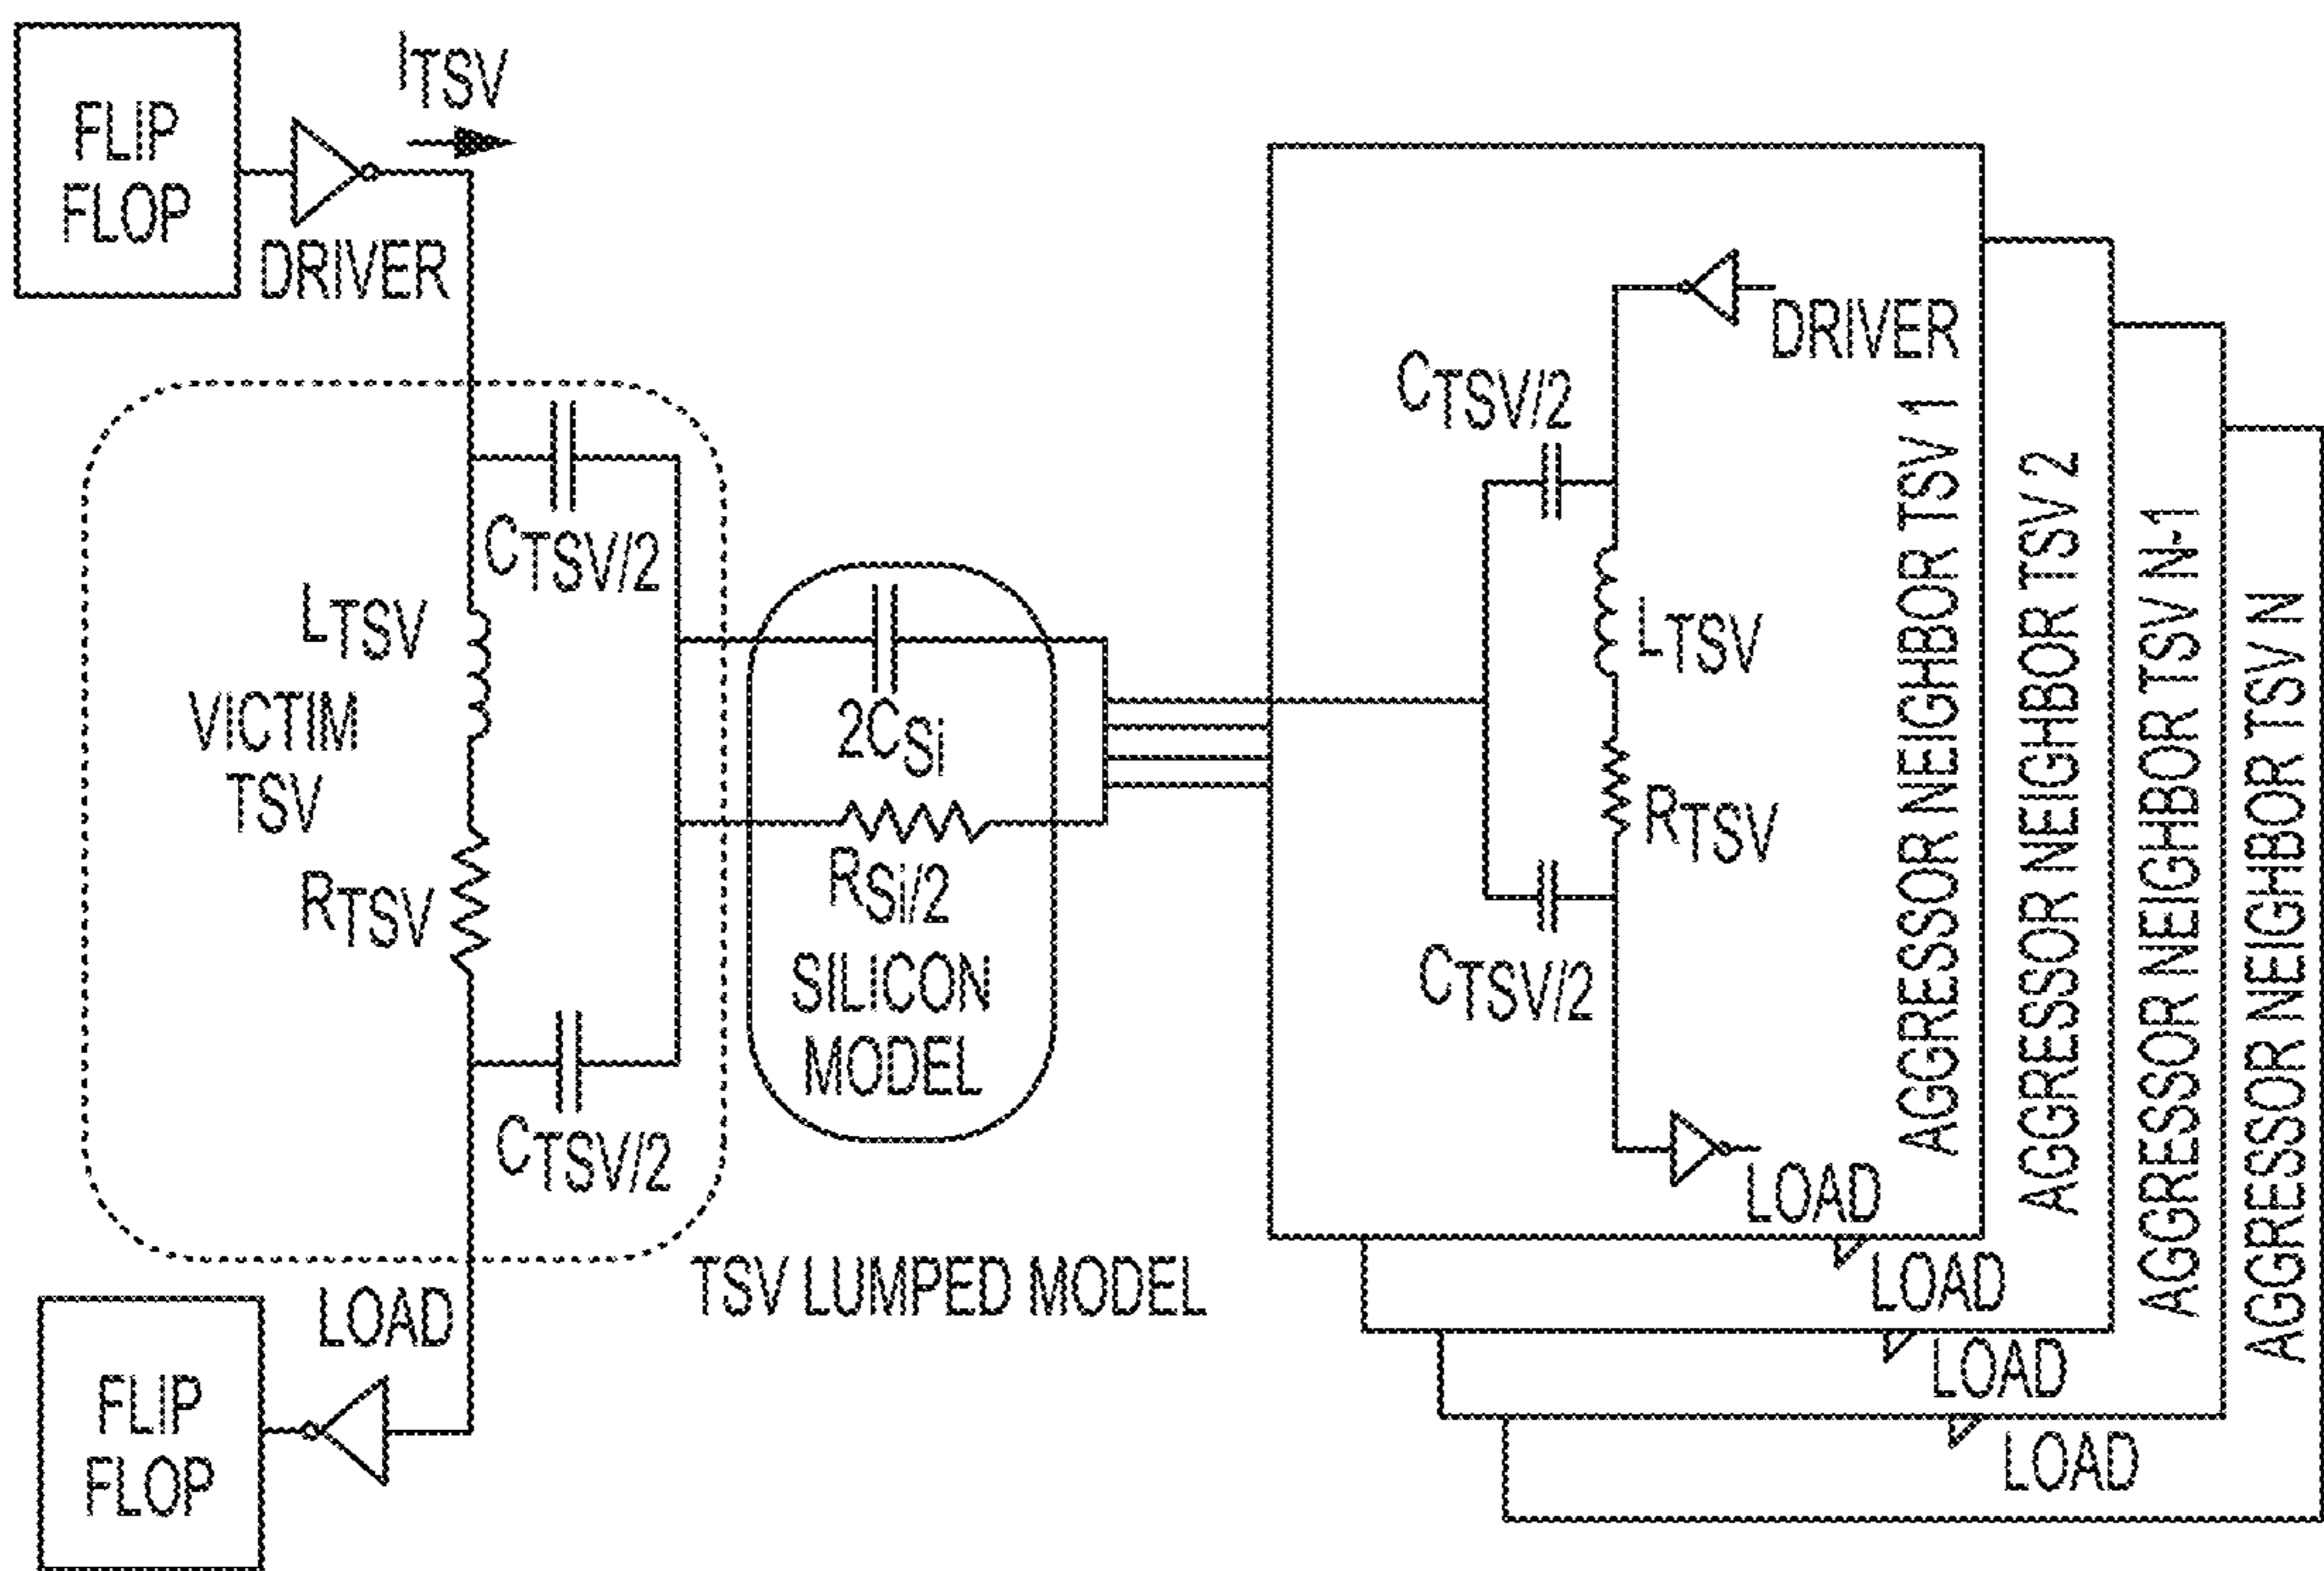 FLIP
FLOP
ITSV
DRIVER
CTSV/2
LTSV
VICTIM
TSV
RTSV
CTSV/2
2CSi
RSi/2
SILICON
MODEL
LOAD
FLIP
FLOP
TSV LUMPED MODEL
DRIVER
CTSV/2
LTSV
RTSV
CTSV/2
LOAD
AGGRESSOR NEIGHBOR TSV 1
LOAD
AGGRESSOR NEIGHBOR TSV 2
LOAD
AGGRESSOR NEIGHBOR TSV N-1
LOAD
AGGRESSOR NEIGHBOR TSV N